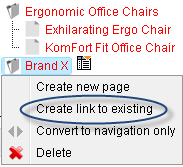 Ergonomic Office Chairs
Exhilarating Ergo Chair
KomFort Fit Office Chair
Brand X
Create new page
Create link to existing
Convert to navigation only
Delete